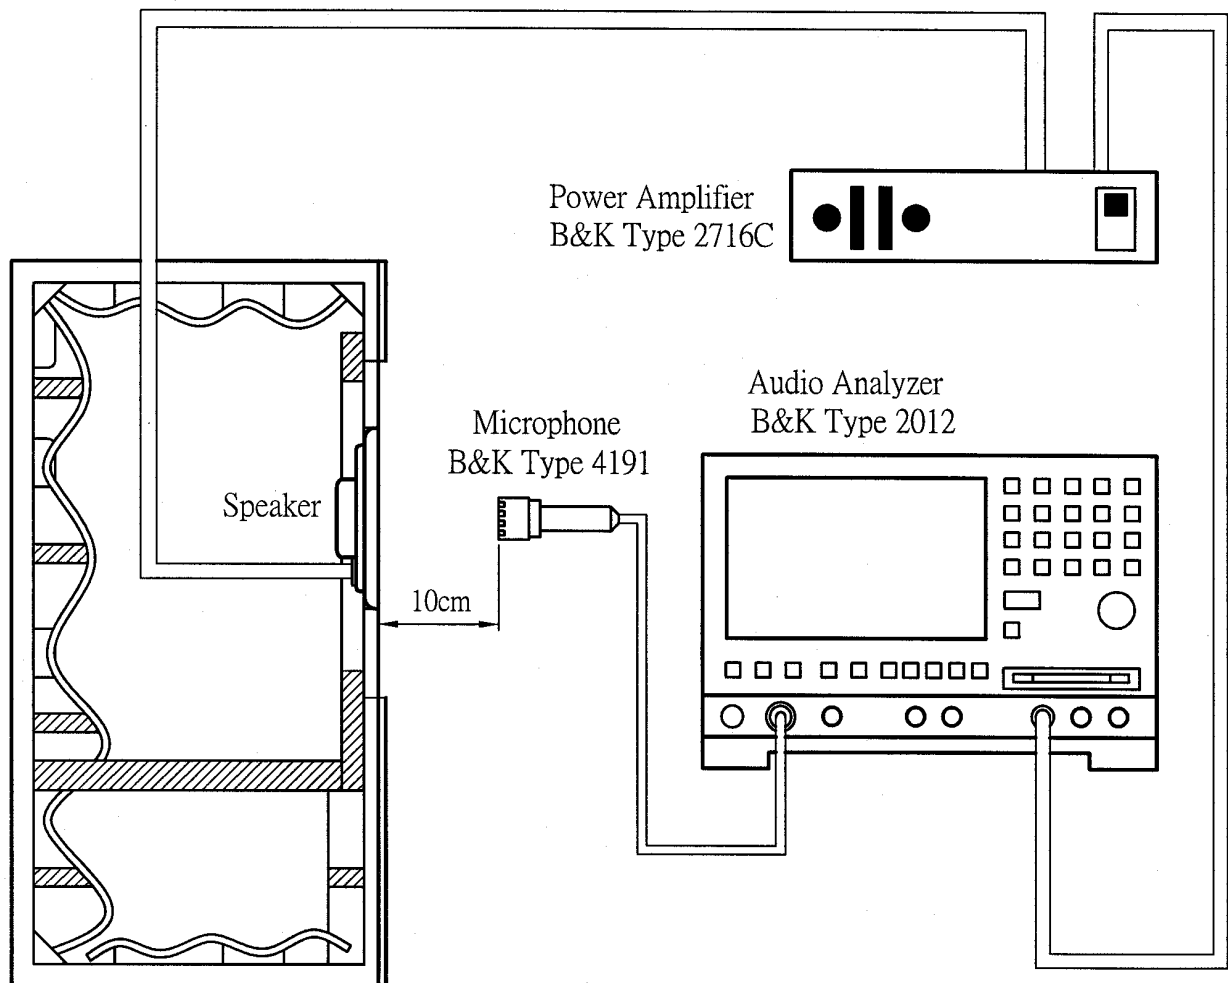 Power Amplifier
B&K Type 2716C
Audio Analyzer
B&K Type 2012
Microphone
B&K Type 4191
Speaker
10cm